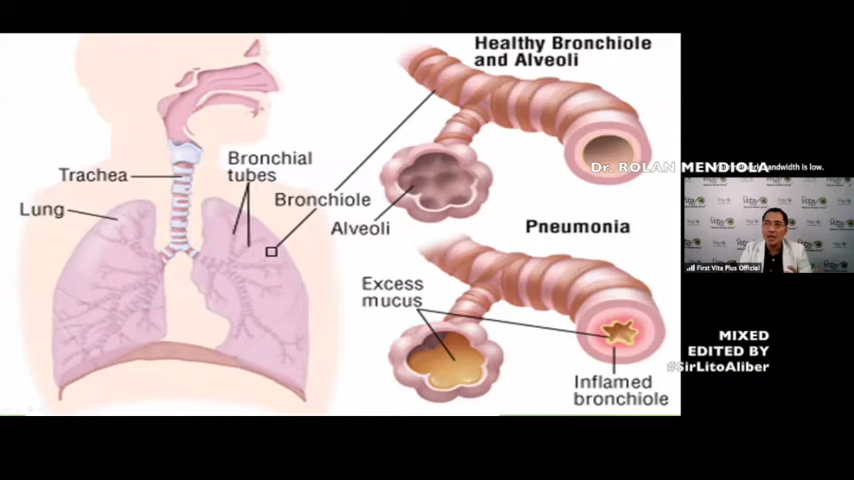 Healthy Bronchiole
and Alveoli
Trachea
Bronchial
tubes
Lung
Bronchiole
Alveoli
Pneumonia
Excess
mucus
Inflamed
bronchiole
Dr. ROLAN MENDIOLA
bandwidth is low.
First Vita Plus Official
MIXED
EDITED BY
#SirLitoAliber